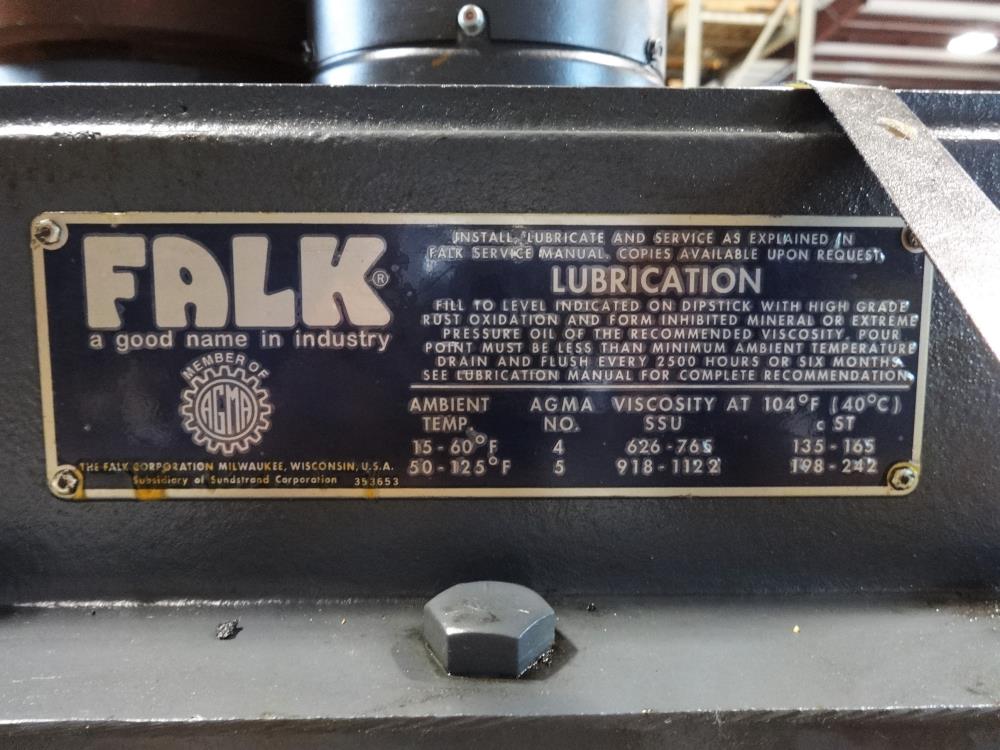 FALK®
a good name in industry
MEMBER OF
AGMA
THE FALK CORPORATION MILWAUKEE, WISCONSIN, U.S.A.
Subsidiary of Sundstrand Corporation 353653
INSTALL, LUBRICATE AND SERVICE AS EXPLAINED IN
FALK SERVICE MANUAL. COPIES AVAILABLE UPON REQUEST.
LUBRICATION
FILL TO LEVEL INDICATED ON DIPSTICK WITH HIGH GRADE
RUST OXIDATION AND FORM INHIBITED MINERAL OR EXTREME
PRESSURE OIL OF THE RECOMMENDED VISCOSITY. POUR
POINT MUST BE LESS THAN MINIMUM AMBIENT TEMPERATURE
DRAIN AND FLUSH EVERY 2500 HOURS OR SIX MONTHS.
SEE LUBRICATION MANUAL FOR COMPLETE RECOMMENDATION
AMBIENT AGMA VISCOSITY AT 104°F (40°C)
TEMP. NO. SSU cST
15-60°F 4 626-765 135-165
50-125°F 5 918-1122 198-242